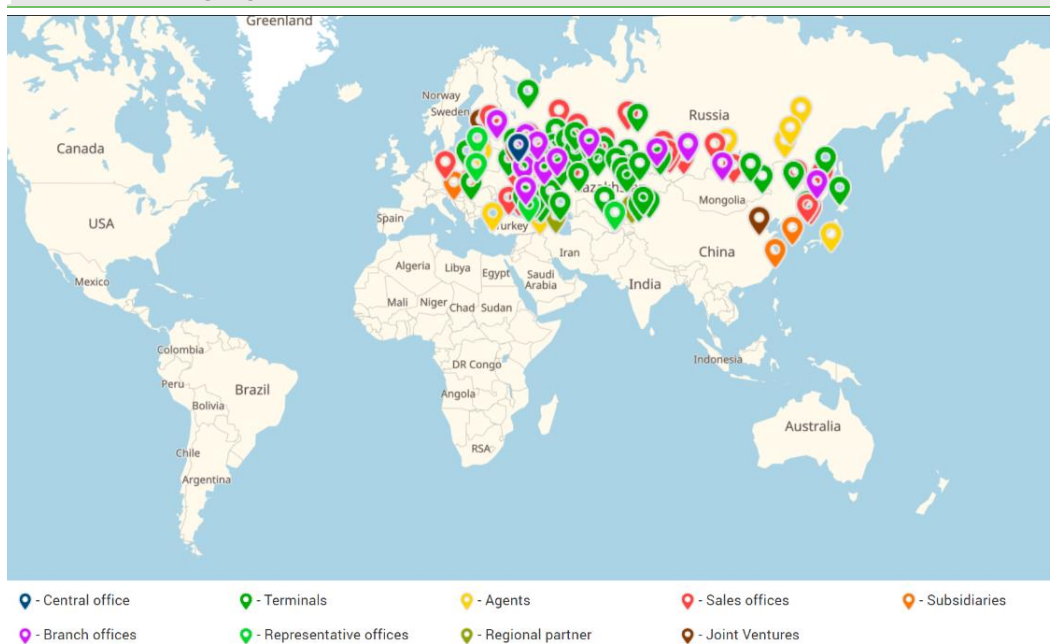 Greenland
Norway
Sweden
Russia
Canada
Kazakhstan
Mongolia
USA
Spain
Turkey
China
Iran
Algeria
Libya
Egypt
Saudi
Arabia
India
Mexico
Mali
Niger
Chad
Sudan
Colombia
DR Congo
Indonesia
Peru
Brazil
Angola
Bolivia
Australia
RSA
Chile
Argentina
- Central office
- Terminals
- Agents
- Sales offices
- Subsidiaries
- Branch offices
- Representative offices
- Regional partner
- Joint Ventures